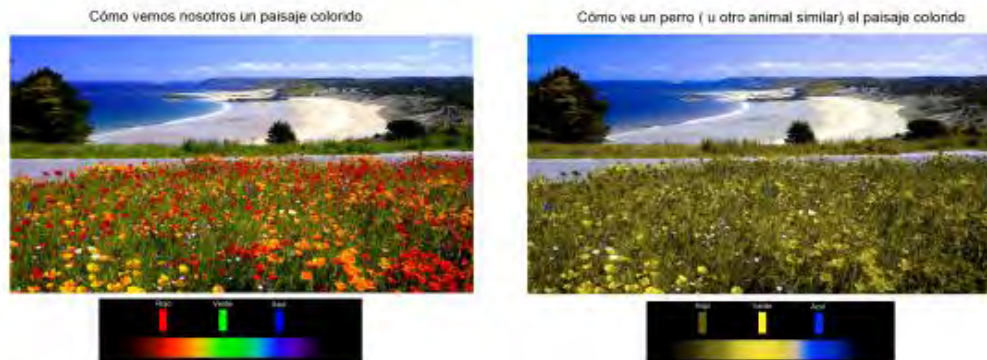 Cómo vemos nosotros un paisaje colorido
Cómo ve un perro ( u otro animal similar) el paisaje colorido
Rojo Verde Azul
Rojo Verde Azul